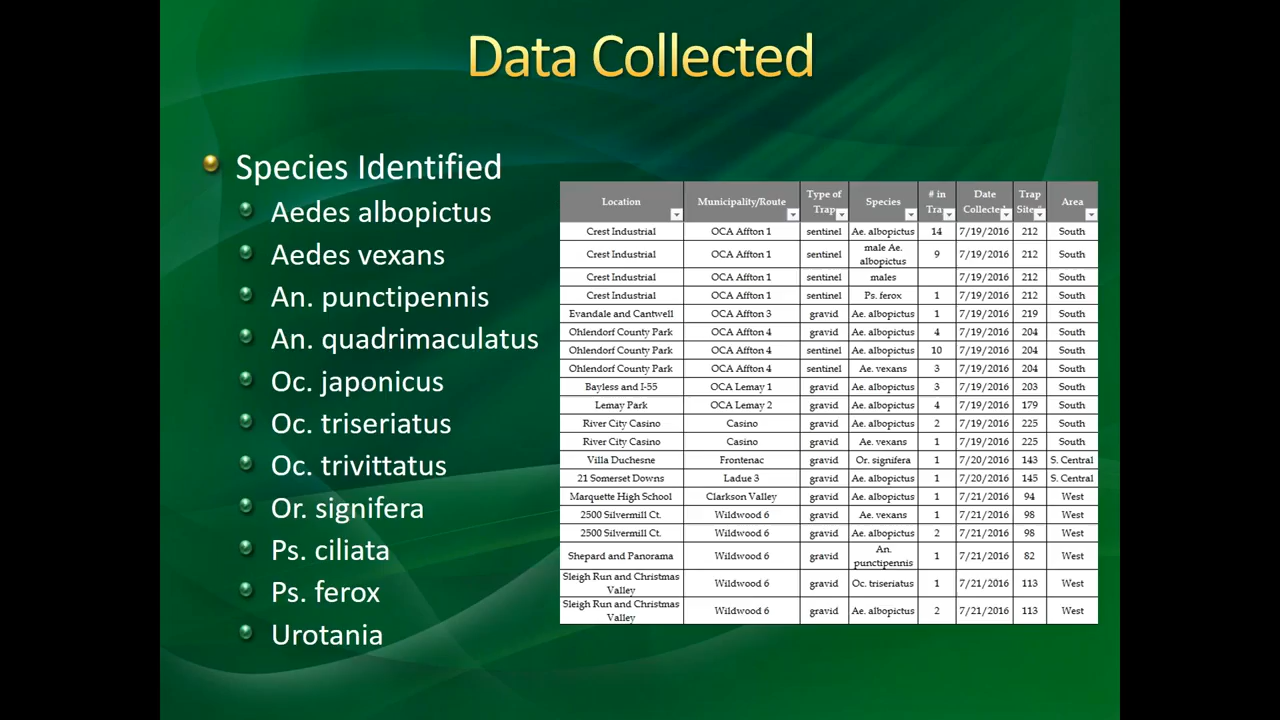 Data Collected
Species Identified
Aedes albopictus
Aedes vexans
An. punctipennis
An. quadrimaculatus
Oc. japonicus
Oc. triseriatus
Oc. trivittatus
Or. signifera
Ps. ciliata
Ps. ferox
Urotania
Location Municipality/Route Type of Trap Species # in Tra Date Collected Trap Site Area
Crest Industrial OCA Affton 1 sentinel Ae. albopictus 14 7/19/2016 212 South
Crest Industrial OCA Affton 1 sentinel male Ae. albopictus 9 7/19/2016 212 South
Crest Industrial OCA Affton 1 sentinel males 7/19/2016 212 South
Crest Industrial OCA Affton 1 sentinel Ps. ferox 1 7/19/2016 212 South
Evandale and Cantwell OCA Affton 3 gravid Ae. albopictus 1 7/19/2016 219 South
Ohlendorf County Park OCA Affton 4 gravid Ae. albopictus 4 7/19/2016 204 South
Ohlendorf County Park OCA Affton 4 sentinel Ae. albopictus 10 7/19/2016 204 South
Ohlendorf County Park OCA Affton 4 sentinel Ae. vexans 3 7/19/2016 204 South
Bayless and I-55 OCA Lemay 1 gravid Ae. albopictus 3 7/19/2016 203 South
Lemay Park OCA Lemay 2 gravid Ae. albopictus 4 7/19/2016 179 South
River City Casino Casino gravid Ae. albopictus 2 7/19/2016 225 South
River City Casino Casino gravid Ae. vexans 1 7/19/2016 225 South
Villa Duchesne Frontenac gravid Or. signifera 1 7/20/2016 143 S. Central
21 Somerset Downs Ladue 3 gravid Ae. albopictus 1 7/20/2016 145 S. Central
Marquette High School Clarkson Valley gravid Ae. albopictus 1 7/21/2016 94 West
2500 Silvermill Ct. Wildwood 6 gravid Ae. vexans 1 7/21/2016 98 West
2500 Silvermill Ct. Wildwood 6 gravid Ae. albopictus 2 7/21/2016 98 West
Shepard and Panorama Wildwood 6 gravid An. punctipennis 1 7/21/2016 82 West
Sleigh Run and Christmas Valley Wildwood 6 gravid Oc. triseriatus 1 7/21/2016 113 West
Sleigh Run and Christmas Valley Wildwood 6 gravid Ae. albopictus 2 7/21/2016 113 West